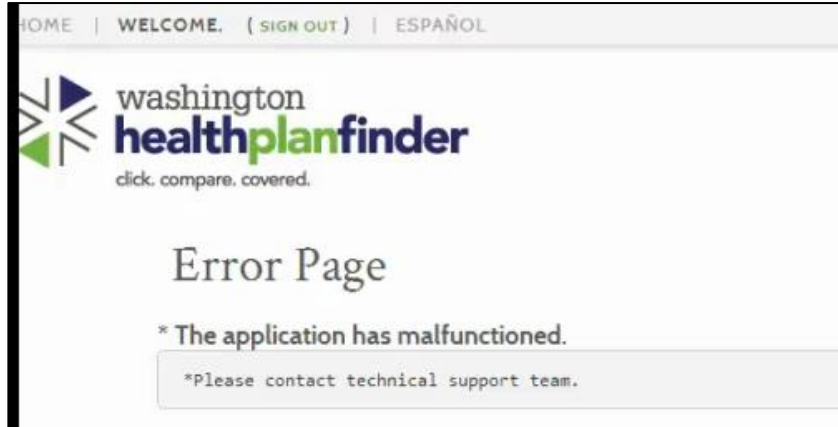 HOME | WELCOME. ( SIGN OUT ) | ESPAÑOL
washington
healthplanfinder
click. compare. covered.
Error Page
* The application has malfunctioned.
*Please contact technical support team.